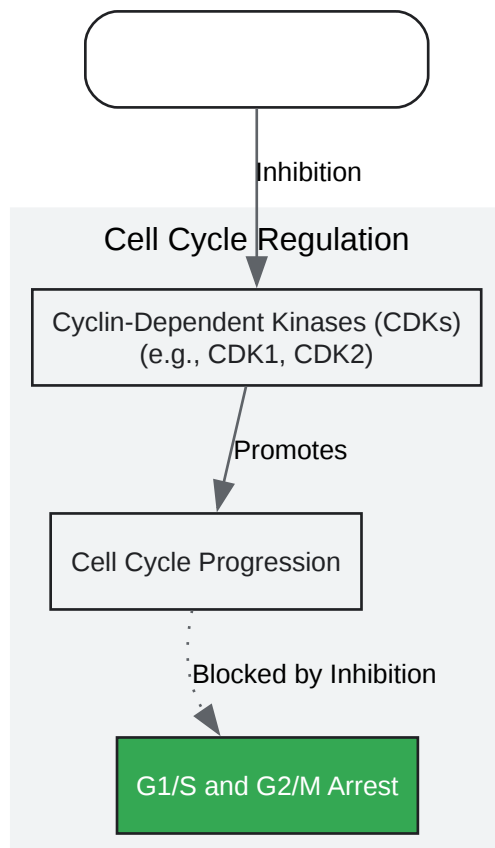 Inhibition
Cell Cycle Regulation
Cyclin-Dependent Kinases (CDKs)
(e.g., CDK1, CDK2)
Promotes
Cell Cycle Progression
Blocked by Inhibition
G1/S and G2/M Arrest